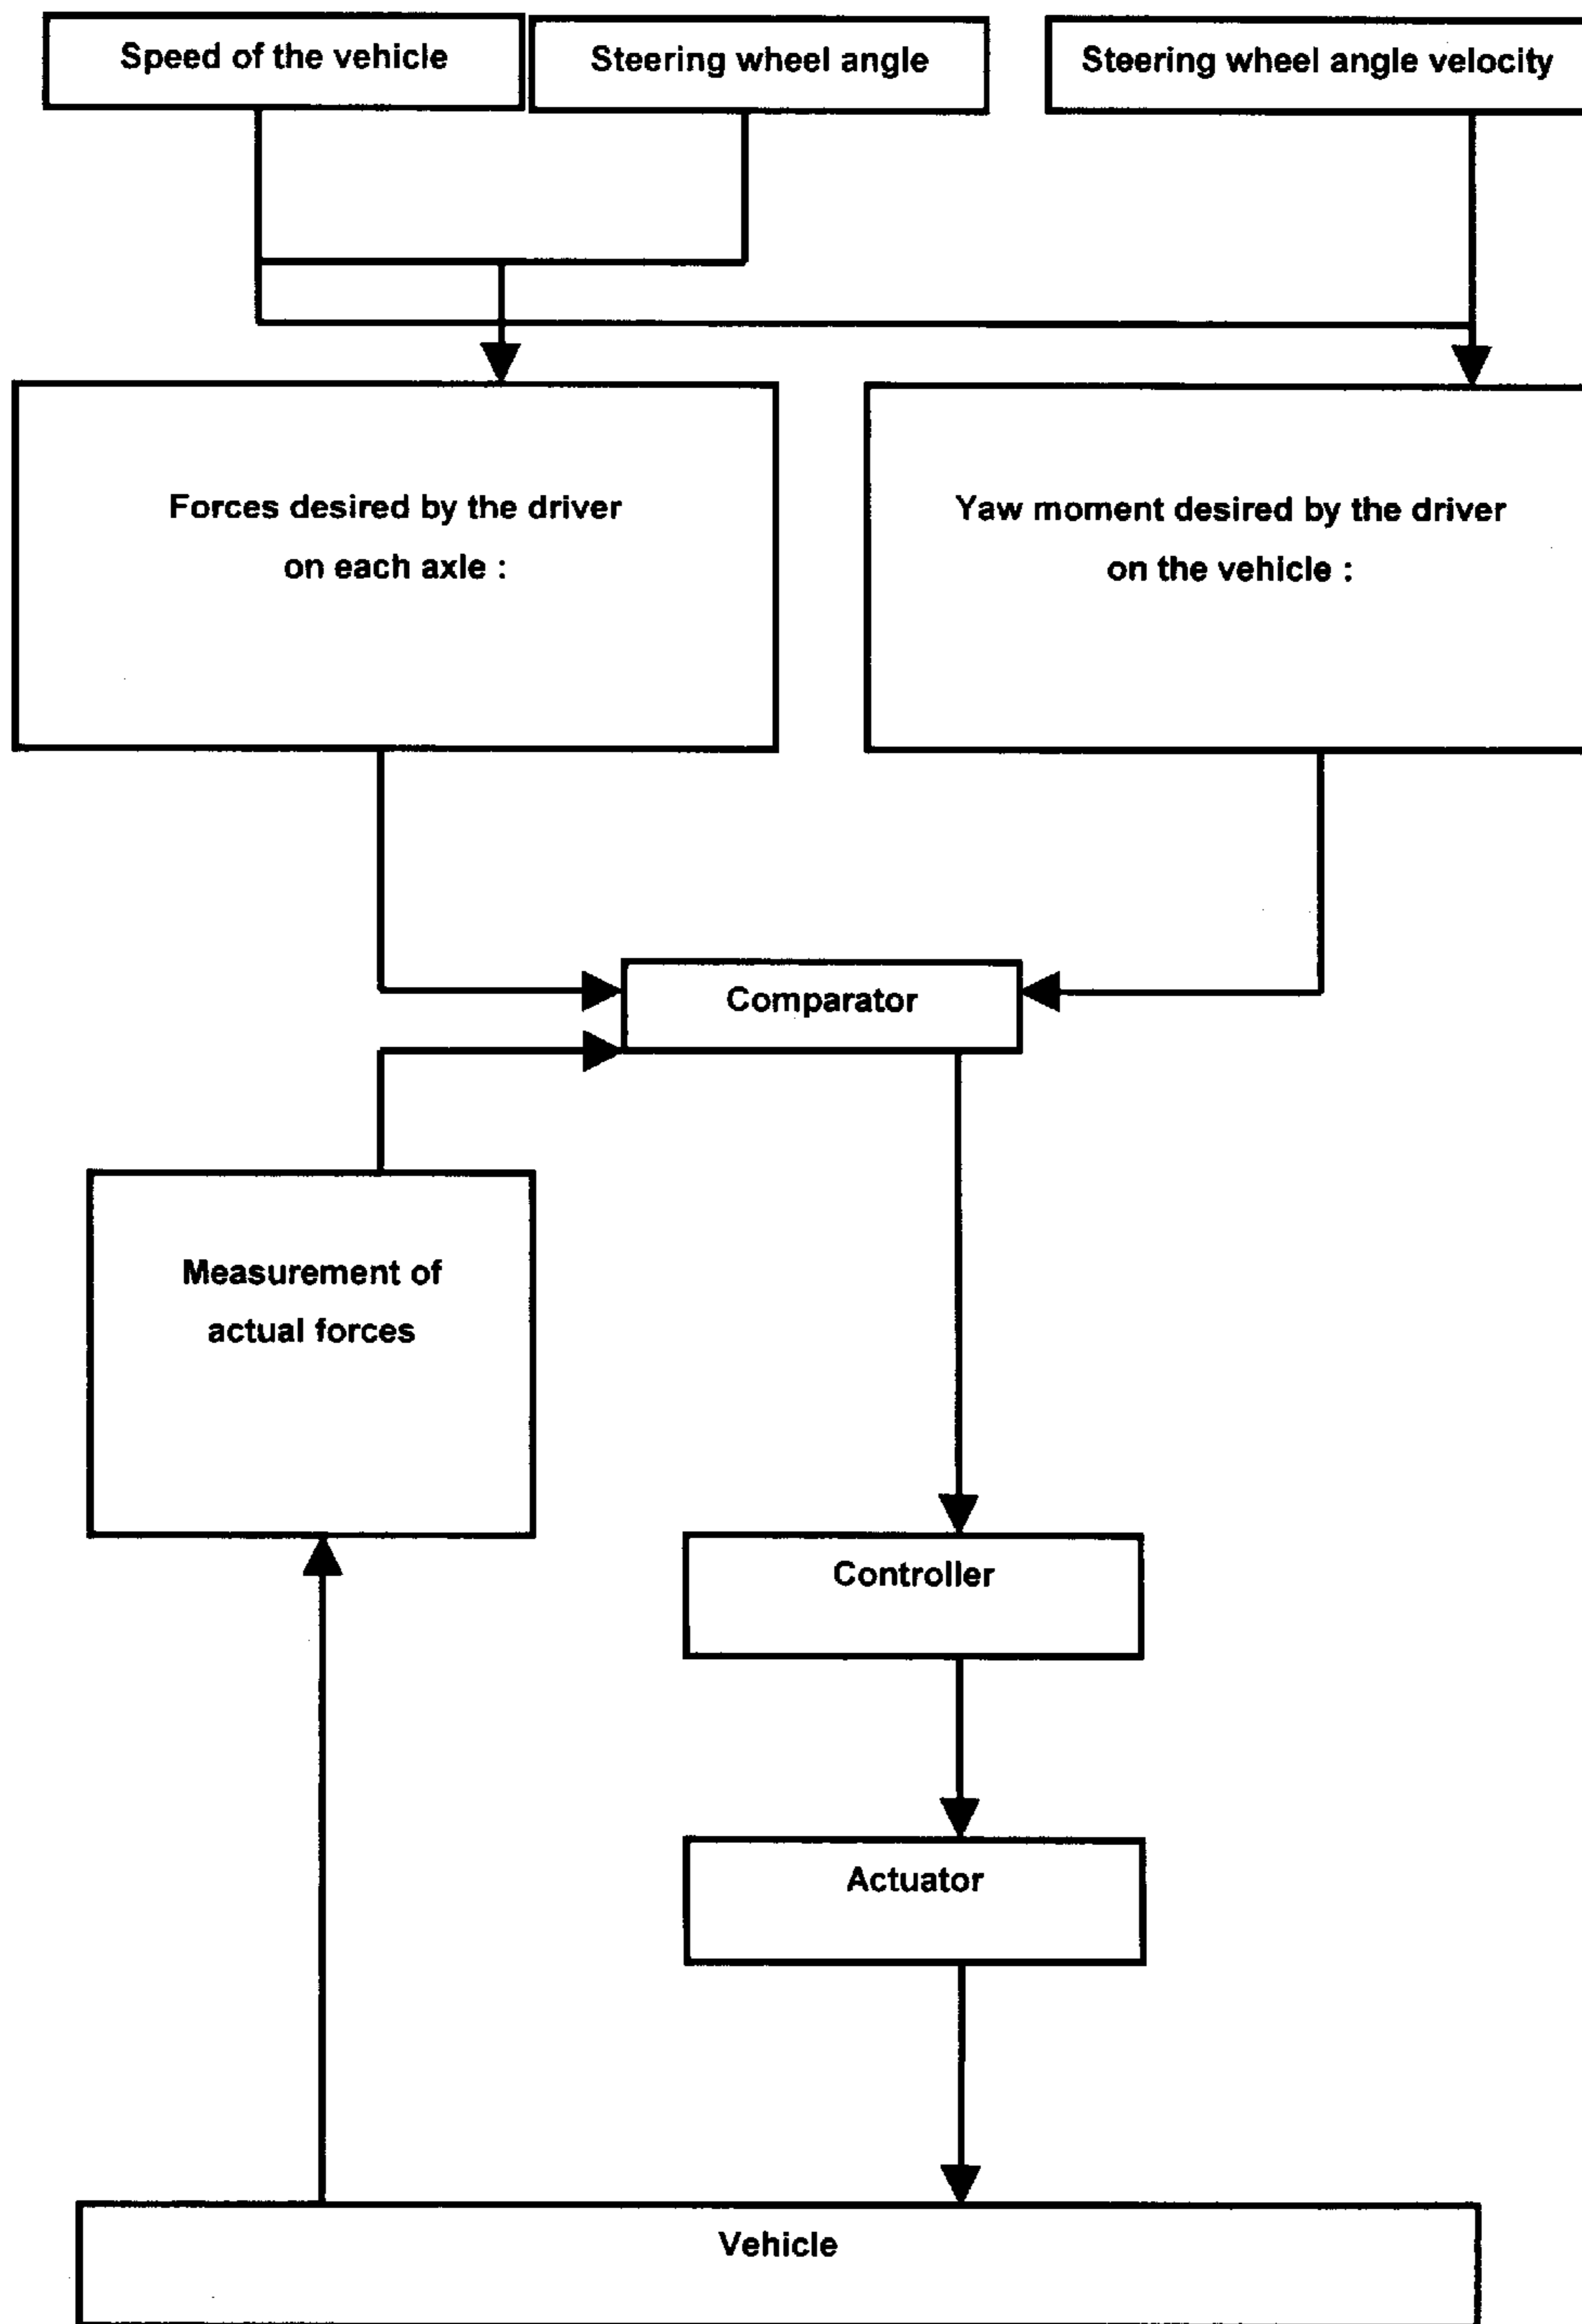 Speed of the vehicle
Steering wheel angle
Steering wheel angle velocity
Forces desired by the driver
on each axle :
Yaw moment desired by the driver
on the vehicle :
Comparator
Measurement of
actual forces
Controller
Actuator
Vehicle